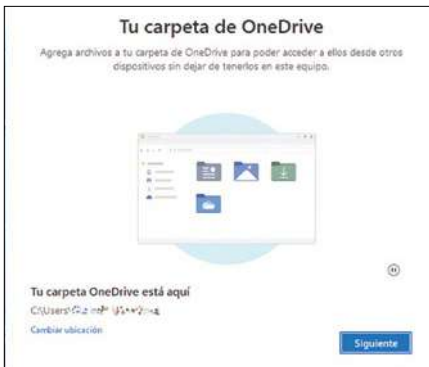 Tu carpeta de OneDrive
Agrega archivos a tu carpeta de OneDrive para poder acceder a ellos desde otros
dispositivos sin dejar de tenerlos en este equipo.
Tu carpeta OneDrive está aquí
C:\Users\
Cambiar ubicación
Siguiente